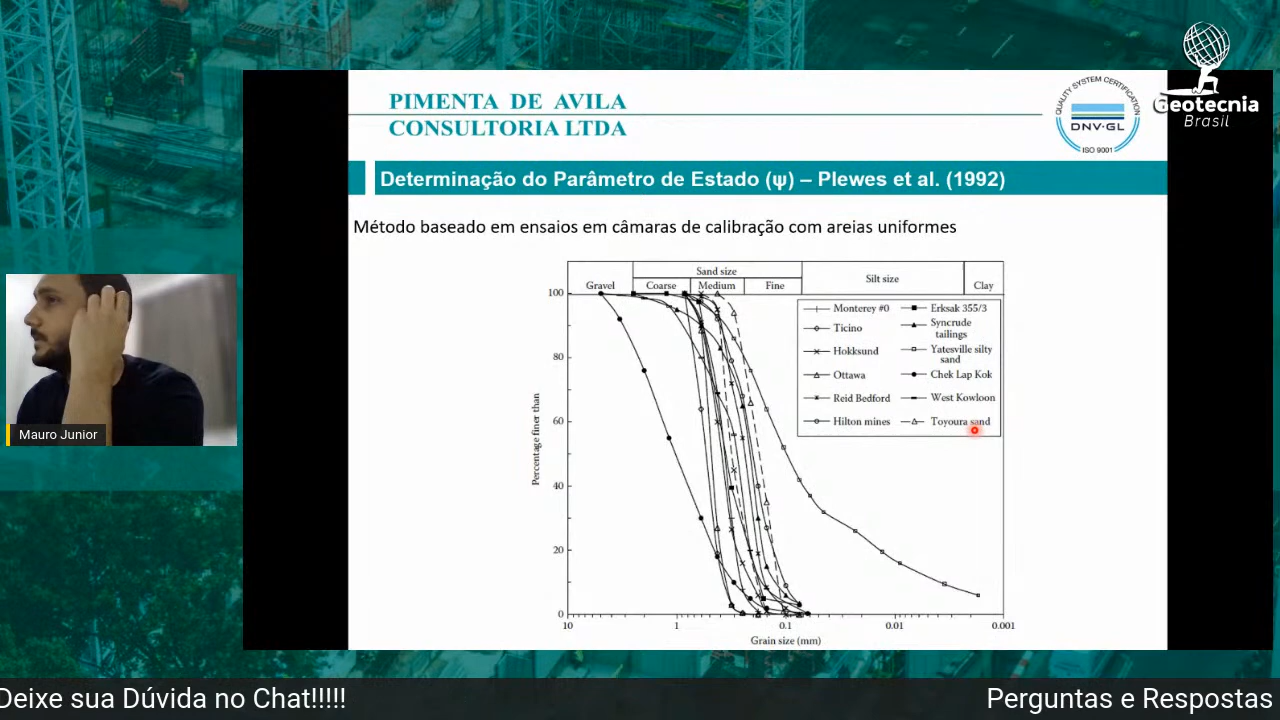 Geotecnia
Brasil
PIMENTA DE AVILA
CONSULTORIA LTDA
QUALITY SYSTEM CERTIFICATION
DNV·GL
ISO 9001
Determinação do Parâmetro de Estado (ψ) – Plewes et al. (1992)
Método baseado em ensaios em câmaras de calibração com areias uniformes
Sand size
Gravel
Coarse
Medium
Fine
Silt size
Clay
Monterey #0
Ticino
Hokksund
Ottawa
Reid Bedford
Hilton mines
Erksak 355/3
Syncrude
tailings
Yatesville silty
sand
Chek Lap Kok
West Kowloon
Toyoura sand
Percentage finer than
100
80
60
40
20
0
10
1
0.1
0.01
0.001
Grain size (mm)
Mauro Junior
Deixe sua Dúvida no Chat!!!!!
Perguntas e Respostas